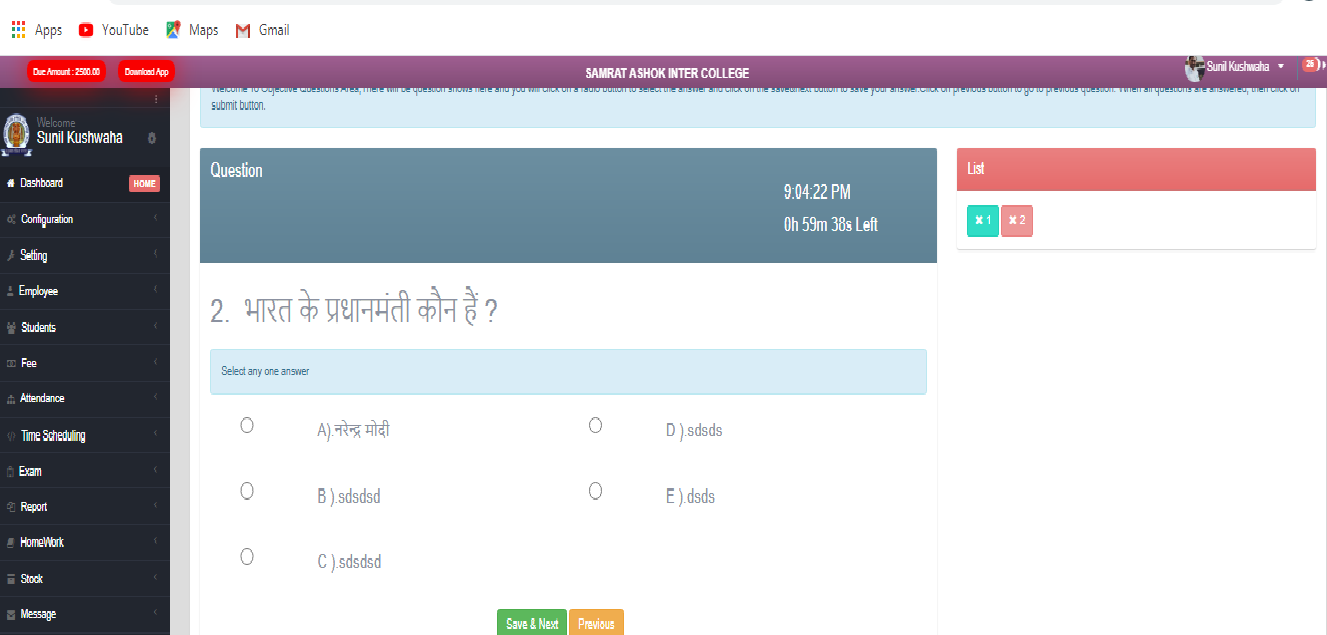 Apps YouTube Maps Gmail
Due Amount : 2500.00 Download App SAMRAT ASHOK INTER COLLEGE Sunil Kushwaha 26
Welcome To Objective Questions Area, There will be question shows here and you will click on a radio button to select the answer and click on the save&next button to save your answer.Click on previous button to go to previous question. When all questions are answered, then click on
submit button.
Welcome
Sunil Kushwaha
Dashboard HOME
Configuration
Setting
Employee
Students
Fee
Attendance
Time Scheduling
Exam
Report
HomeWork
Stock
Message
Question
9:04:22 PM
0h 59m 38s Left
List
1 2
2. भारत के प्रधानमंती कौन हैं ?
Select any one answer
A).नरेन्द्र मोदी
D ).sdsds
B ).sdsdsd
E ).dsds
C ).sdsdsd
Save & Next Previous